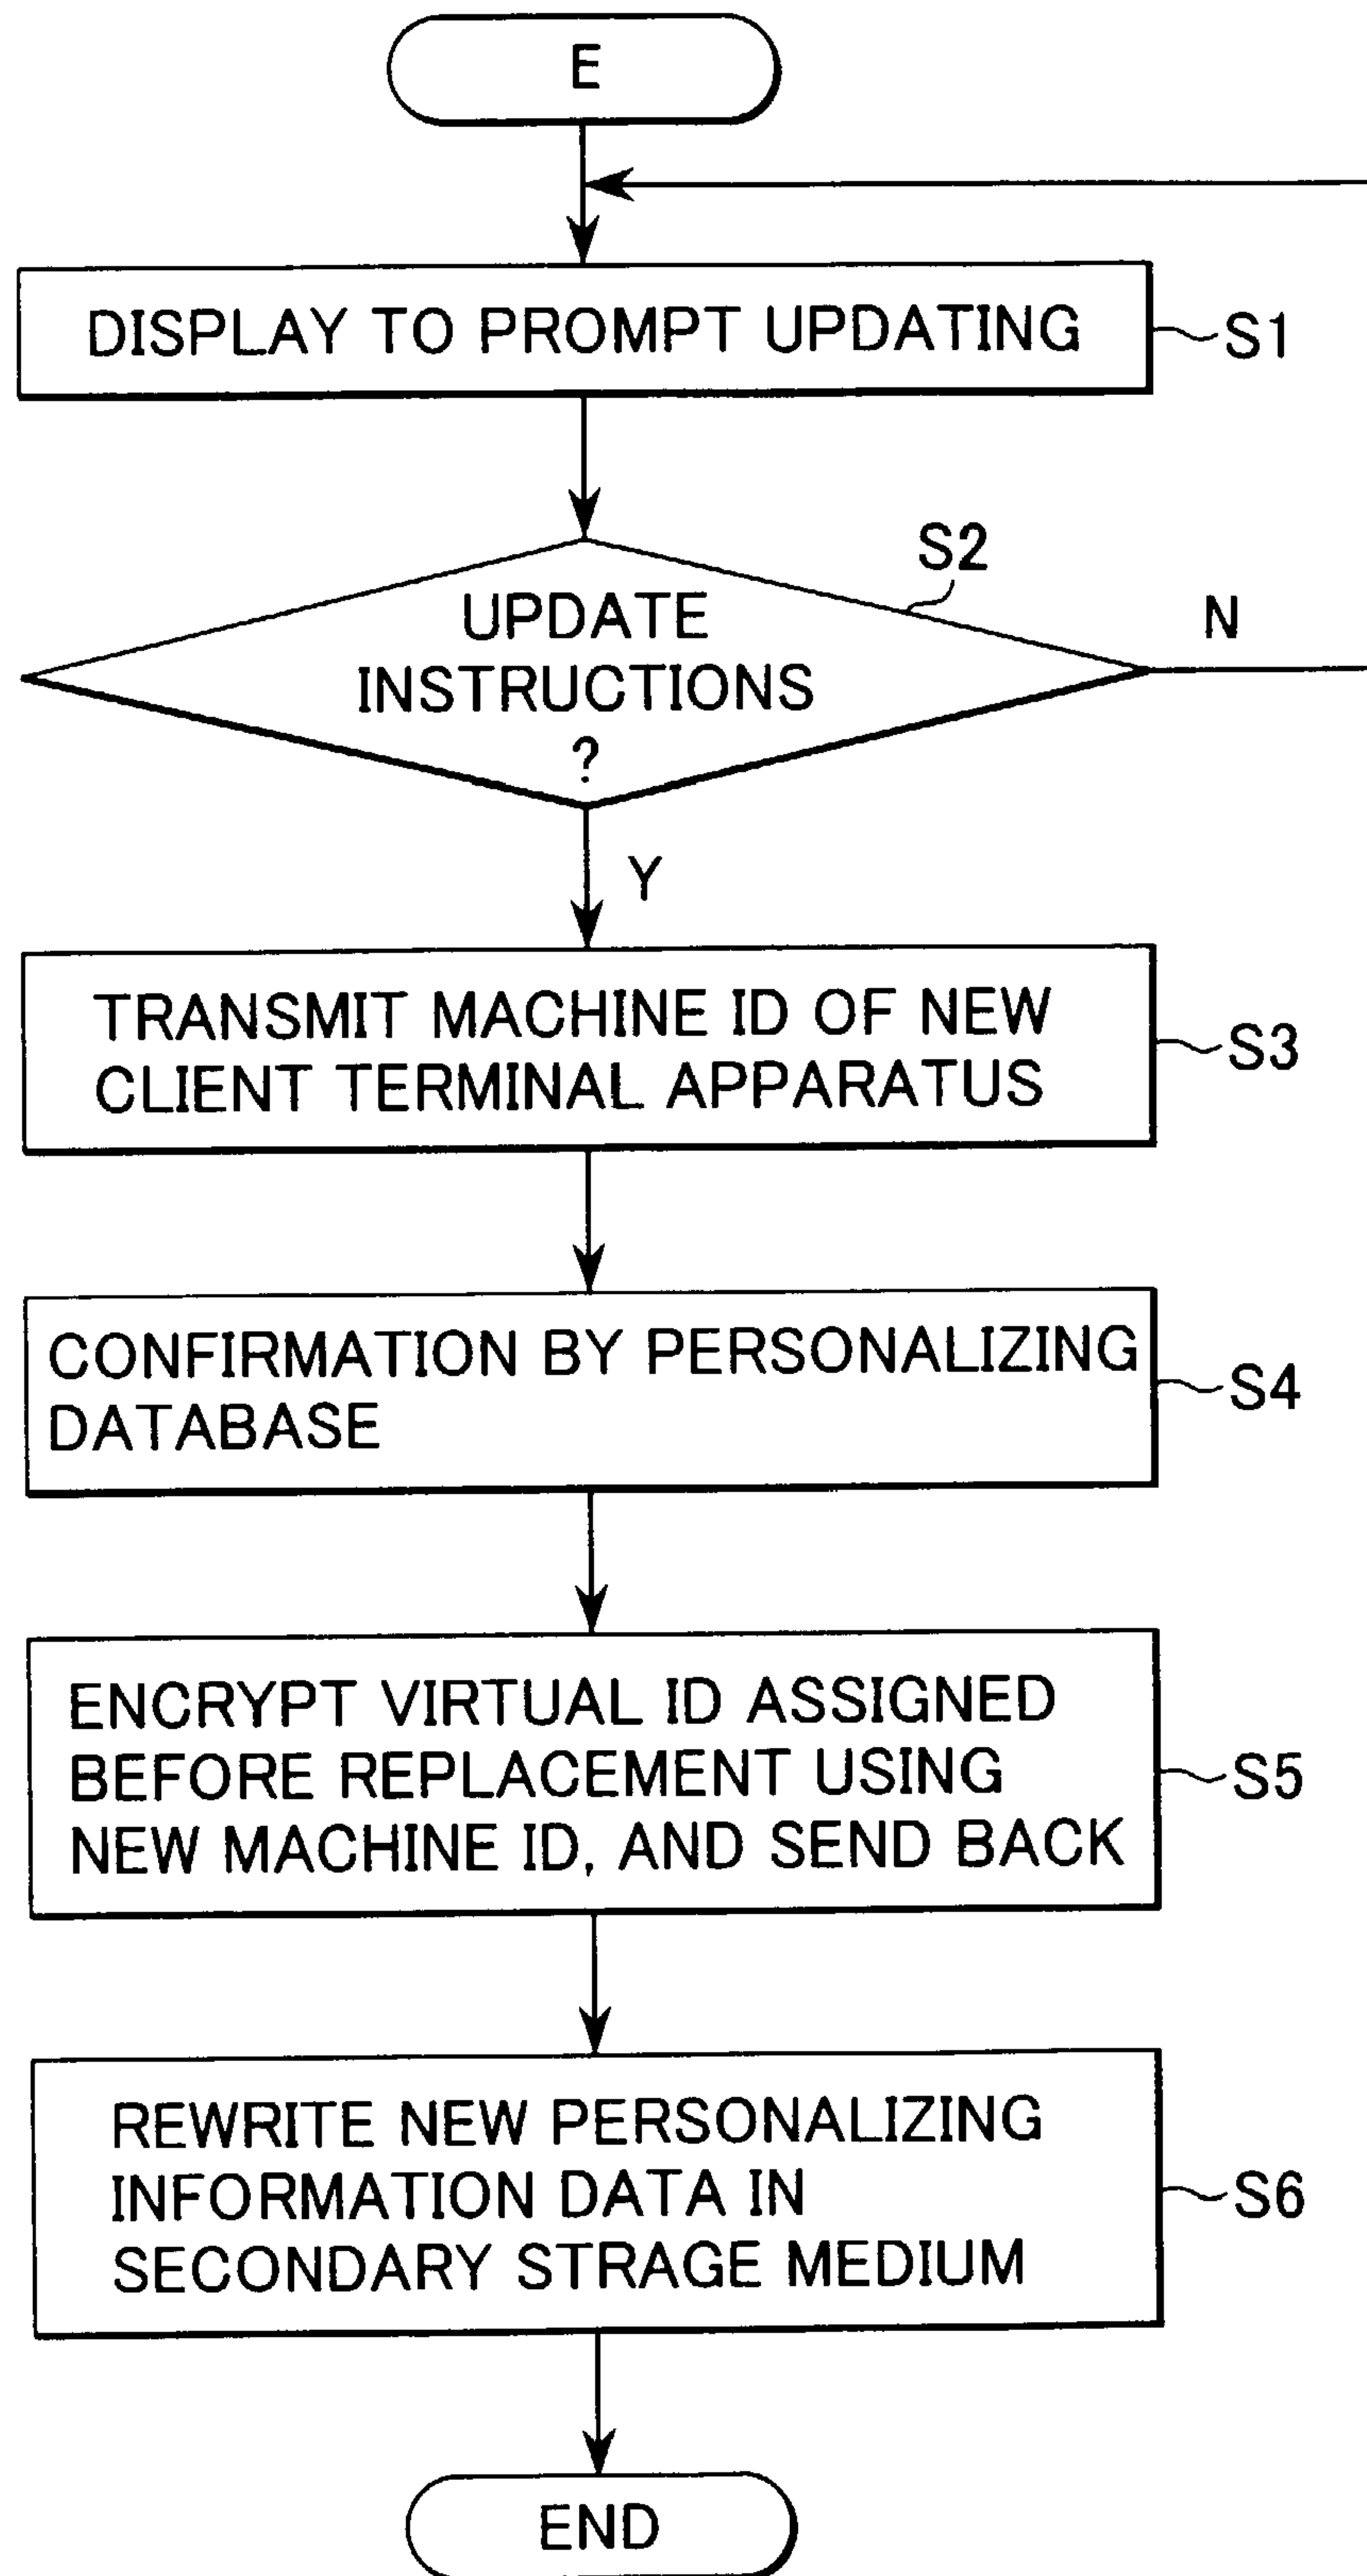 E
DISPLAY TO PROMPT UPDATING
S1
S2
UPDATE
INSTRUCTIONS
?
N
Y
TRANSMIT MACHINE ID OF NEW
CLIENT TERMINAL APPARATUS
S3
CONFIRMATION BY PERSONALIZING
DATABASE
S4
ENCRYPT VIRTUAL ID ASSIGNED
BEFORE REPLACEMENT USING
NEW MACHINE ID, AND SEND BACK
S5
REWRITE NEW PERSONALIZING
INFORMATION DATA IN
SECONDARY STRAGE MEDIUM
S6
END